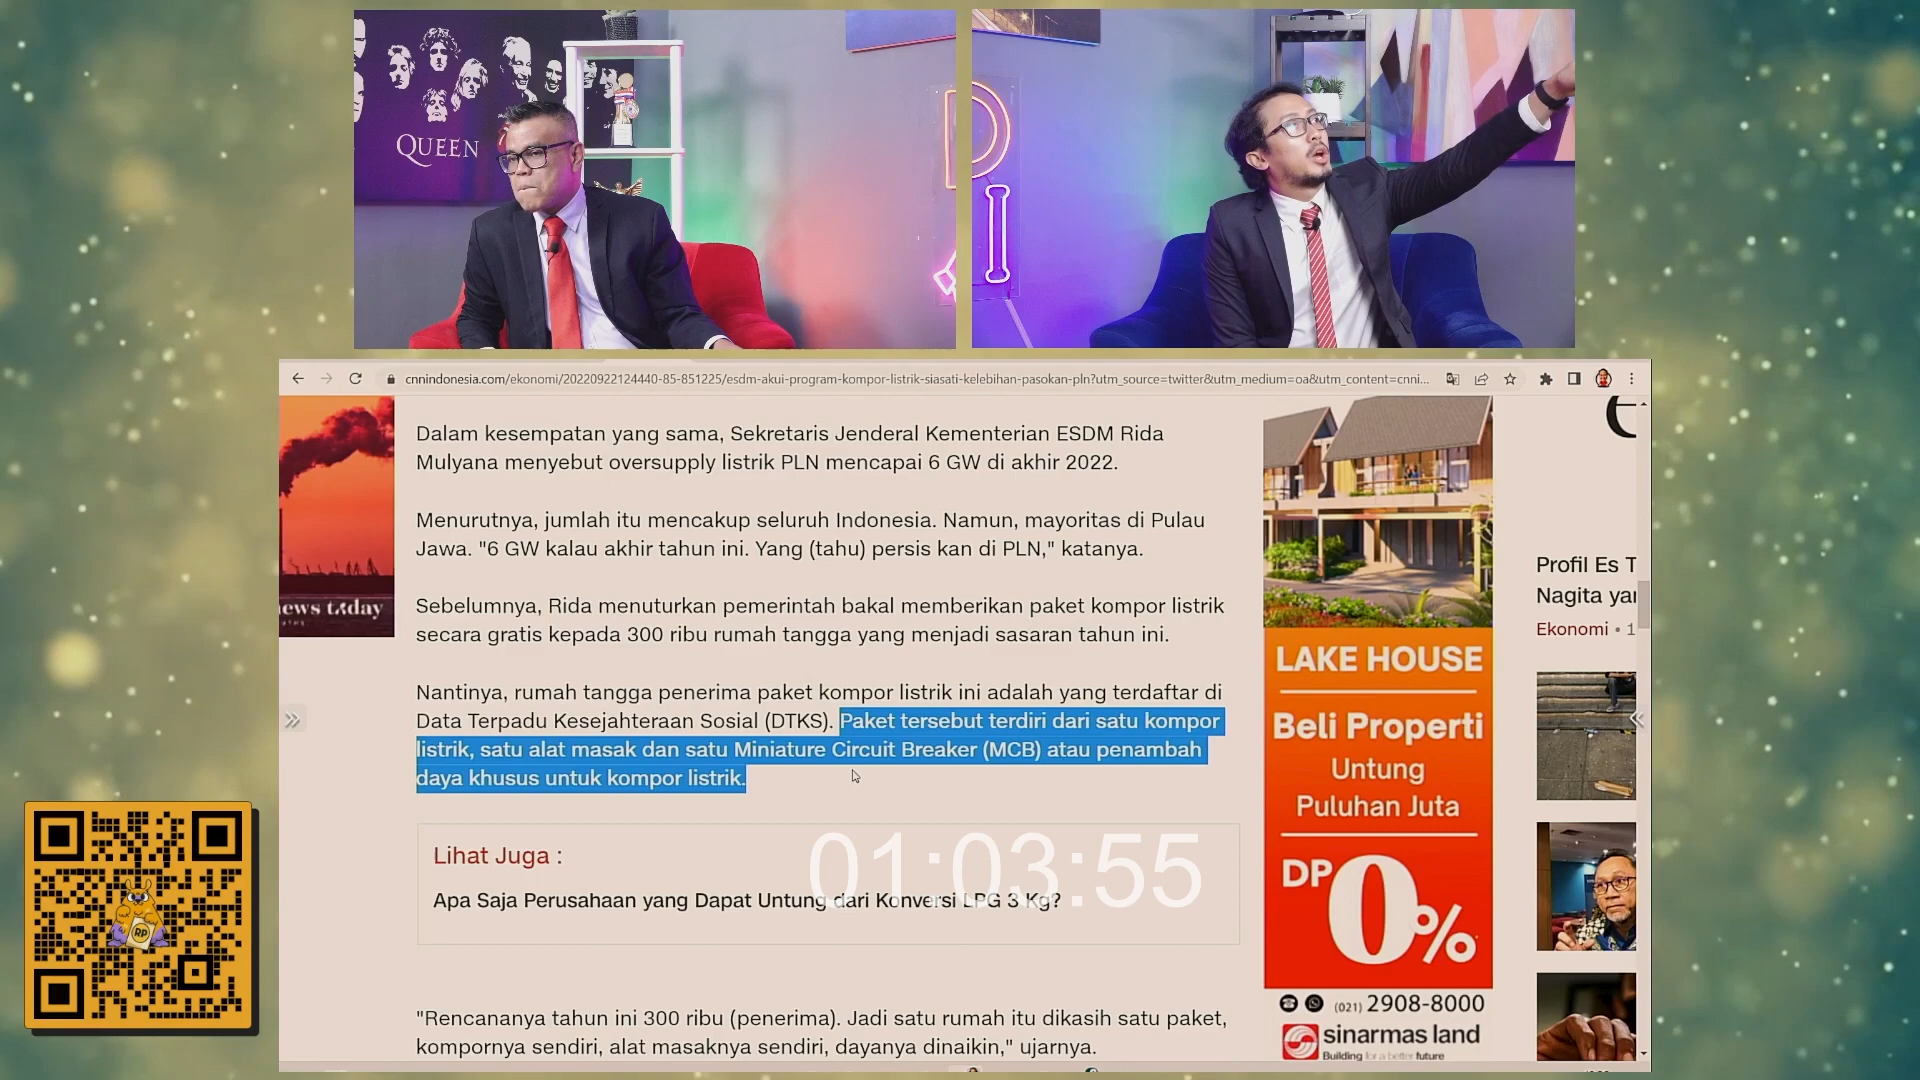 QUEEN
cnnindonesia.com/ekonomi/20220922124440-85-851225/esdm-akui-program-kompor-listrik-siasati-kelebihan-pasokan-pln?utm_source=twitter&utm_medium=oa&utm_content=cnni...
Dalam kesempatan yang sama, Sekretaris Jenderal Kementerian ESDM Rida
Mulyana menyebut oversupply listrik PLN mencapai 6 GW di akhir 2022.
Menurutnya, jumlah itu mencakup seluruh Indonesia. Namun, mayoritas di Pulau
Jawa. "6 GW kalau akhir tahun ini. Yang (tahu) persis kan di PLN," katanya.
Sebelumnya, Rida menuturkan pemerintah bakal memberikan paket kompor listrik
secara gratis kepada 300 ribu rumah tangga yang menjadi sasaran tahun ini.
Nantinya, rumah tangga penerima paket kompor listrik ini adalah yang terdaftar di
Data Terpadu Kesejahteraan Sosial (DTKS). Paket tersebut terdiri dari satu kompor
listrik, satu alat masak dan satu Miniature Circuit Breaker (MCB) atau penambah
daya khusus untuk kompor listrik.
Lihat Juga :
Apa Saja Perusahaan yang Dapat Untung dari Konversi LPG 3 Kg?
01:03:55
"Rencananya tahun ini 300 ribu (penerima). Jadi satu rumah itu dikasih satu paket,
kompornya sendiri, alat masaknya sendiri, dayanya dinaikin," ujarnya.
ews today
LAKE HOUSE
Beli Properti
Untung
Puluhan Juta
DP 0%
(021) 2908-8000
sinarmas land
Building for a better future
Profil Es T
Nagita yan
Ekonomi • 1
RP